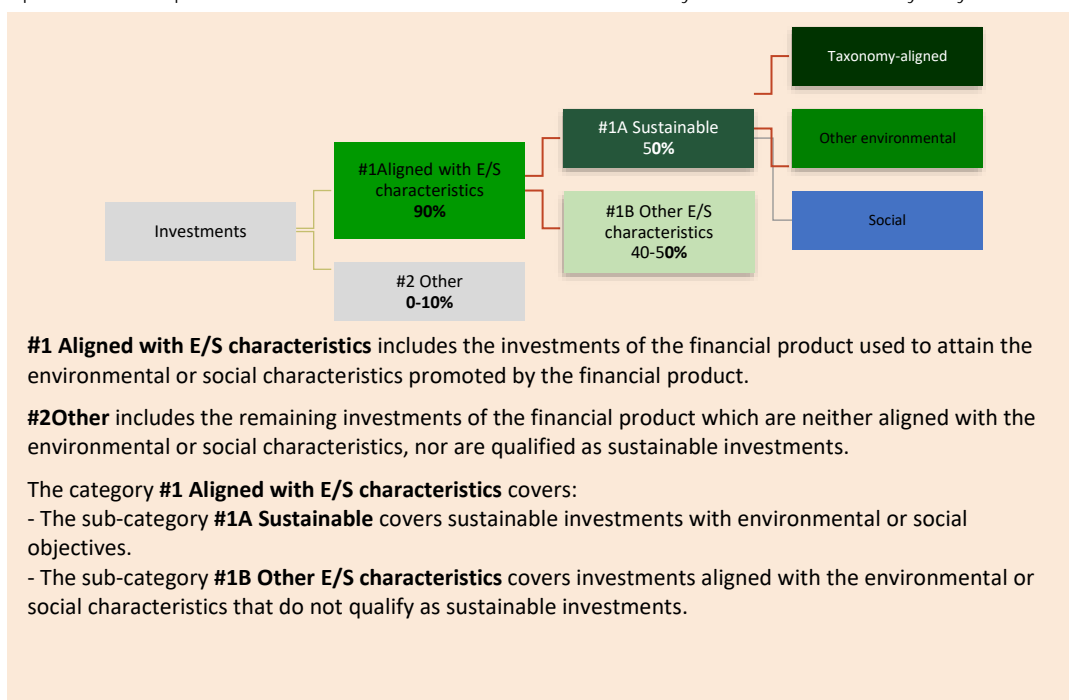 Taxonomy-aligned
#1A Sustainable
50%
Other environmental
#1Aligned with E/S
characteristics
90%
#1B Other E/S
characteristics
40-50%
Social
Investments
#2 Other
0-10%
#1 Aligned with E/S characteristics includes the investments of the financial product used to attain the
environmental or social characteristics promoted by the financial product.
#2Other includes the remaining investments of the financial product which are neither aligned with the
environmental or social characteristics, nor are qualified as sustainable investments.
The category #1 Aligned with E/S characteristics covers:
- The sub-category #1A Sustainable covers sustainable investments with environmental or social
objectives.
- The sub-category #1B Other E/S characteristics covers investments aligned with the environmental or
social characteristics that do not qualify as sustainable investments.